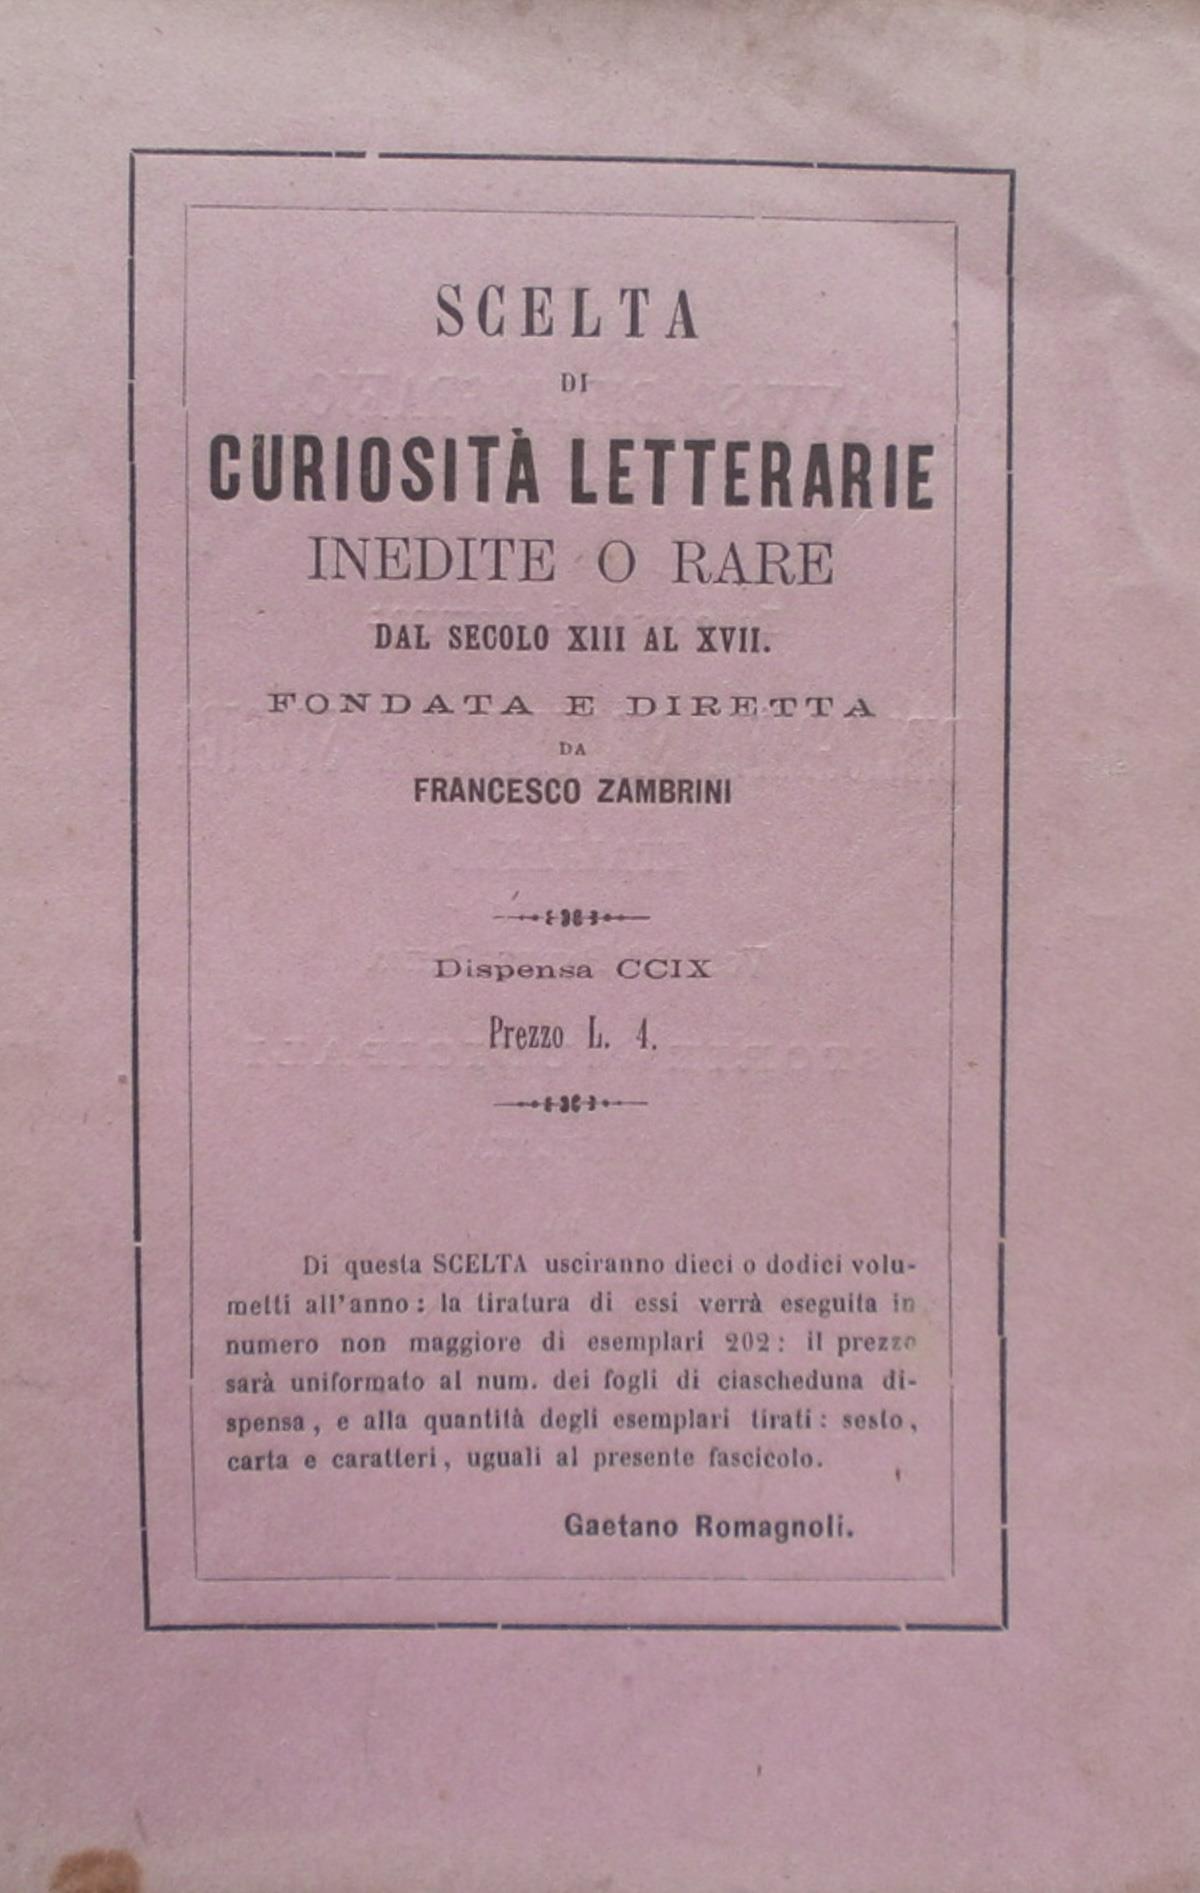 SCELTA
DI
CURIOSITÀ LETTERARIE
INEDITE O RARE
DAL SECOLO XIII AL XVII.
FONDATA E DIRETTA
DA
FRANCESCO ZAMBRINI
Dispensa CCIX
Prezzo L. 4.
Di questa SCELTA usciranno dieci o dodici volu-
metti all'anno: la tiratura di essi verrà eseguita in
numero non maggiore di esemplari 202: il prezzo
sarà uniformato al num. dei fogli di ciascheduna di-
spensa, e alla quantità degli esemplari tirati: sesto,
carta e caratteri, uguali al presente fascicolo.
Gaetano Romagnoli.